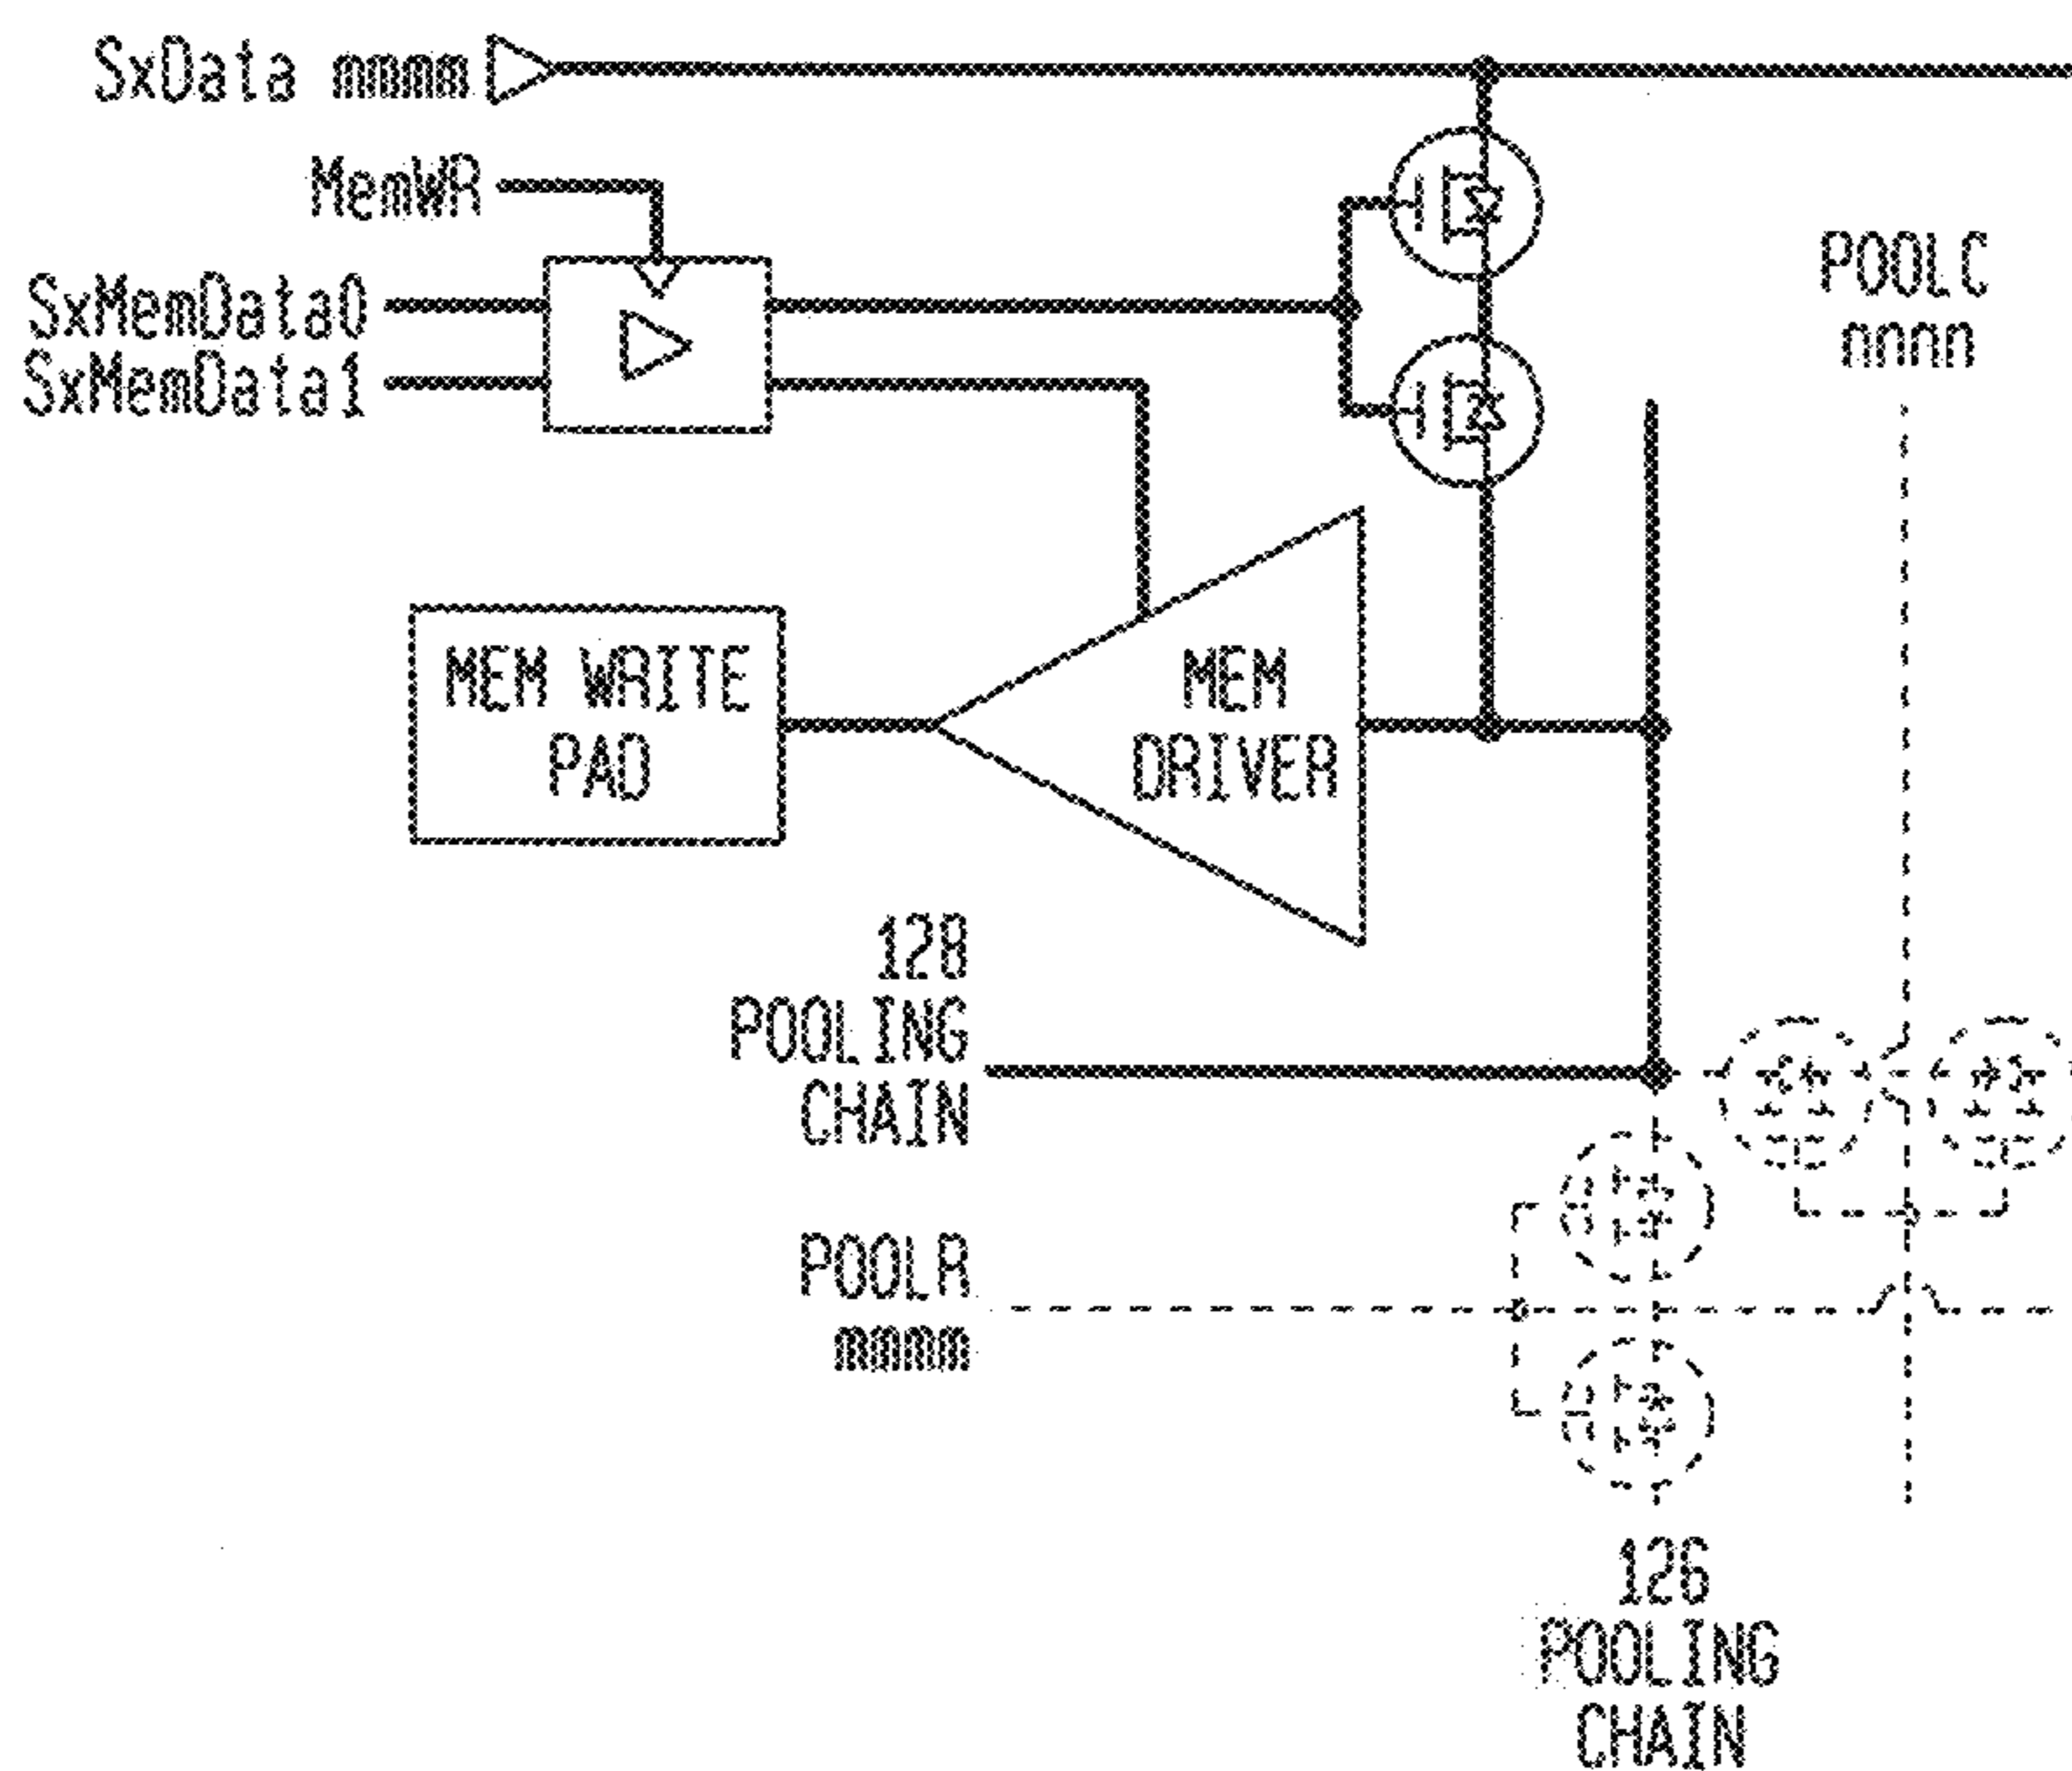 SxData mmmm
MemWR
SxMemData0
SxMemData1
POOLC
nnnn
MEM WRITE
PAD
MEM
DRIVER
128
POOLING
CHAIN
POOLR
mmmm
126
POOLING
CHAIN